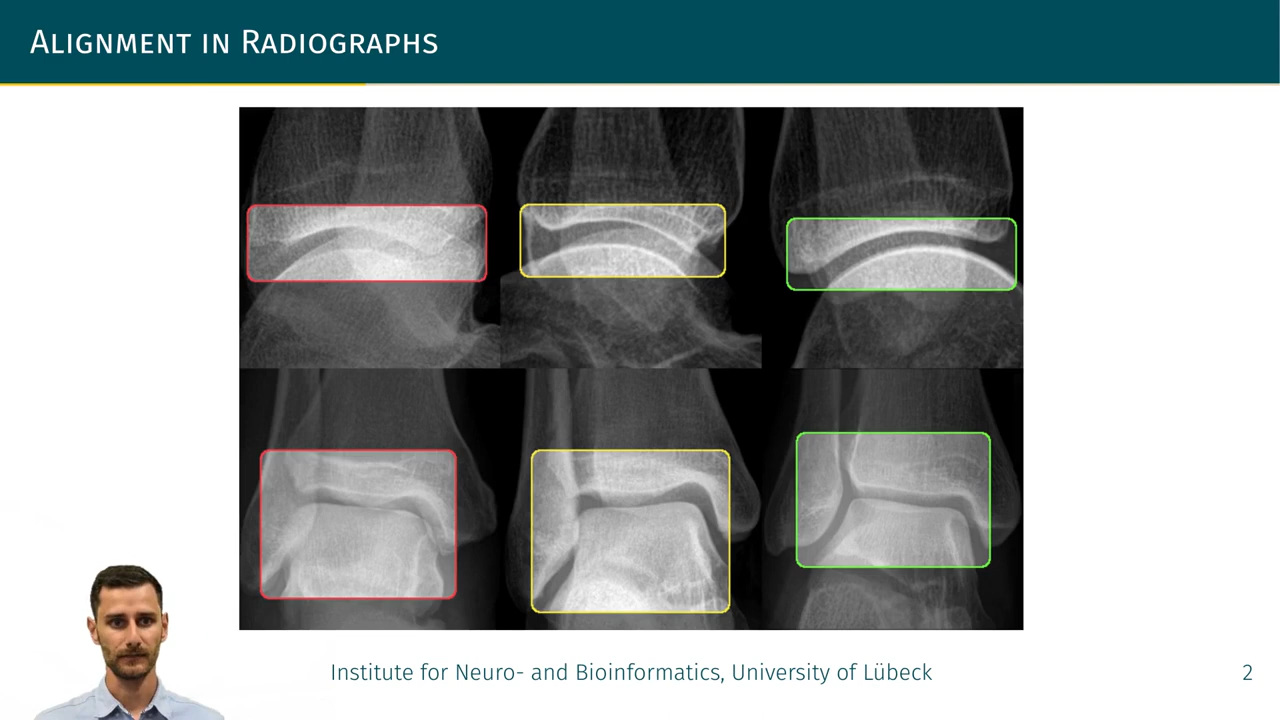 Alignment in Radiographs
Institute for Neuro- and Bioinformatics, University of Lübeck
2